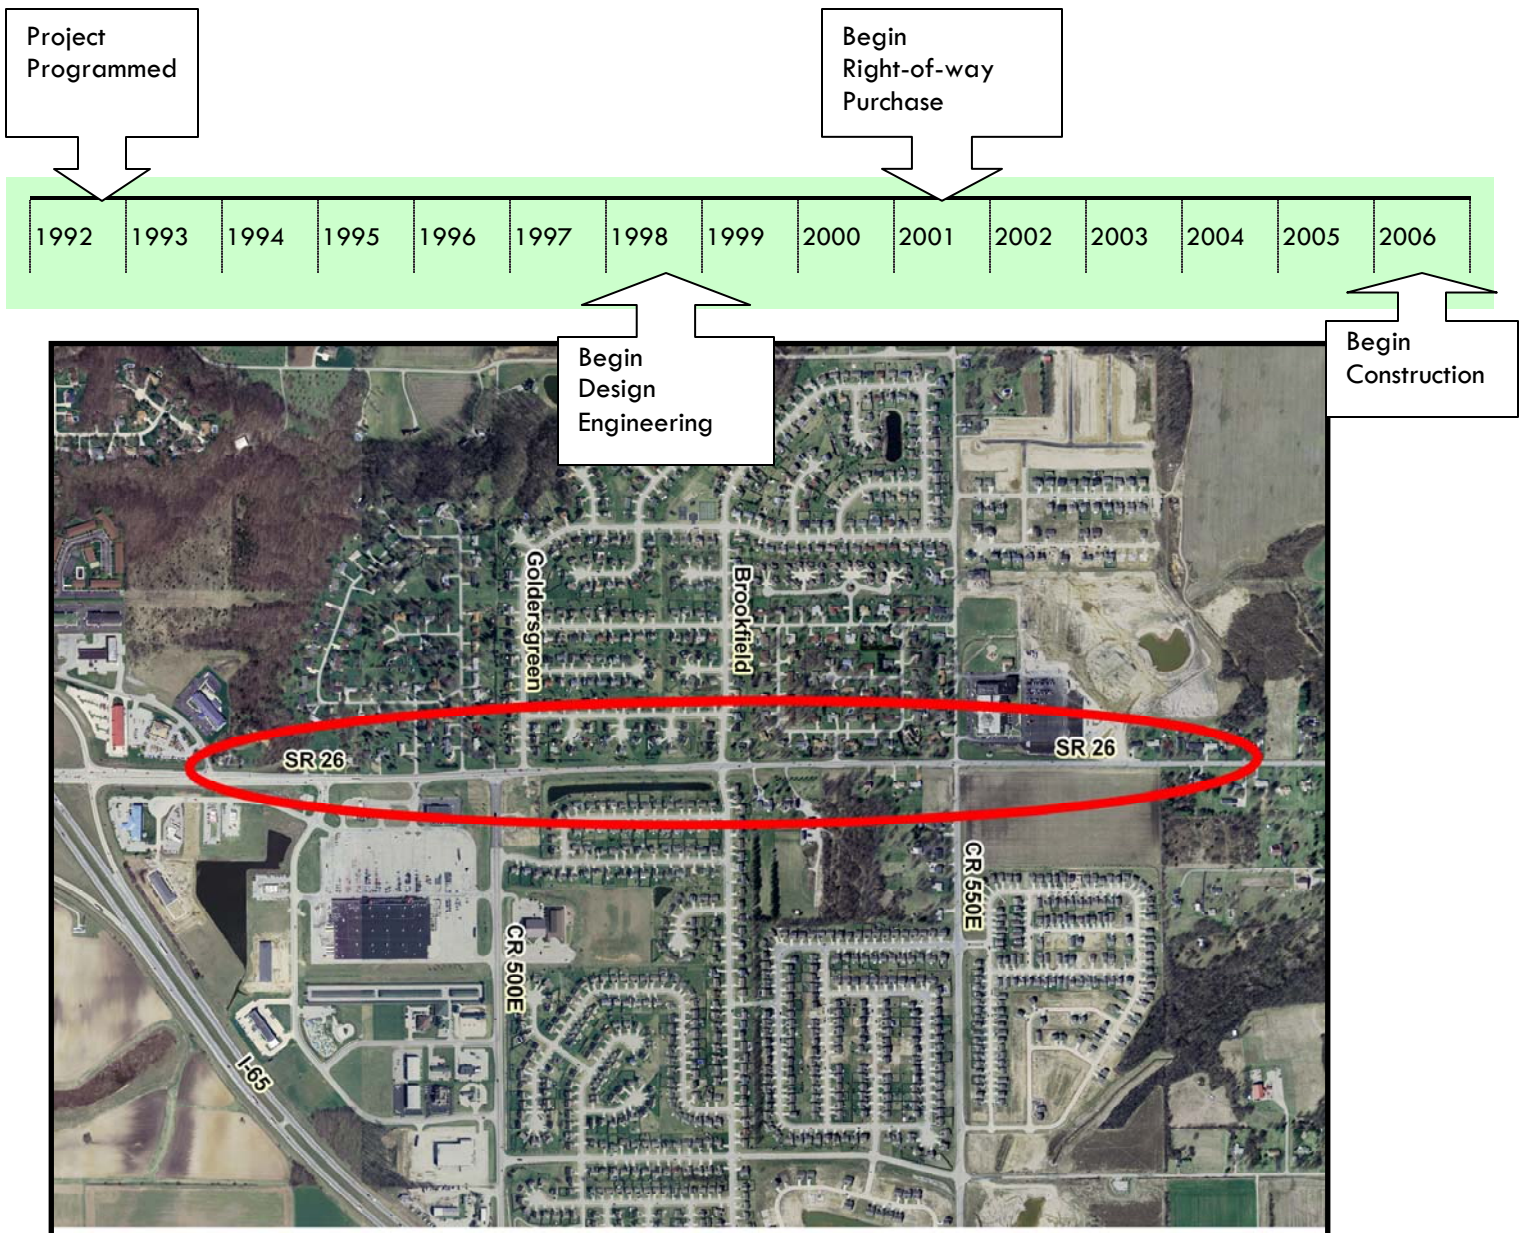 Project
Programmed
Begin
Right-of-way
Purchase
1992 1993 1994 1995 1996 1997 1998 1999 2000 2001 2002 2003 2004 2005 2006
Begin
Design
Engineering
Begin
Construction
Goldersgreen
Brookfield
SR 26
SR 26
CR 550E
CR 500E
I-65